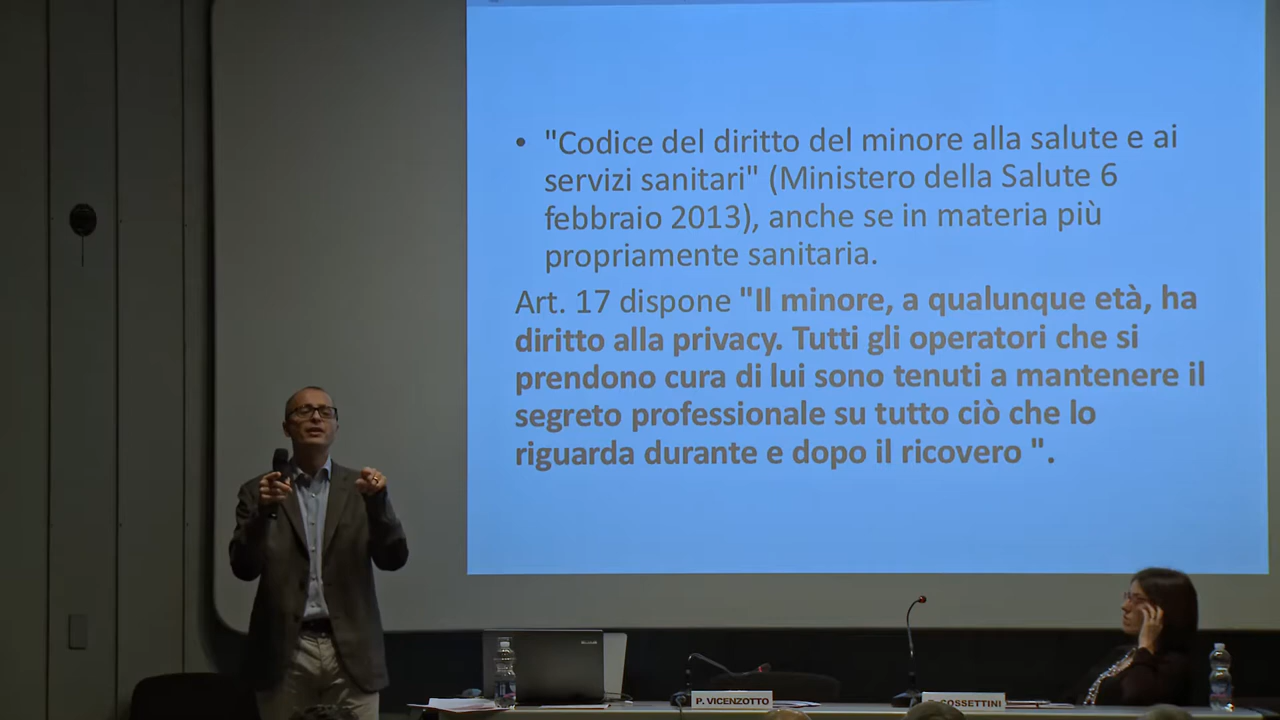 • "Codice del diritto del minore alla salute e ai
servizi sanitari" (Ministero della Salute 6
febbraio 2013), anche se in materia più
propriamente sanitaria.
Art. 17 dispone "Il minore, a qualunque età, ha
diritto alla privacy. Tutti gli operatori che si
prendono cura di lui sono tenuti a mantenere il
segreto professionale su tutto ciò che lo
riguarda durante e dopo il ricovero ".
P. VICENZOTTO
COSSETTINI